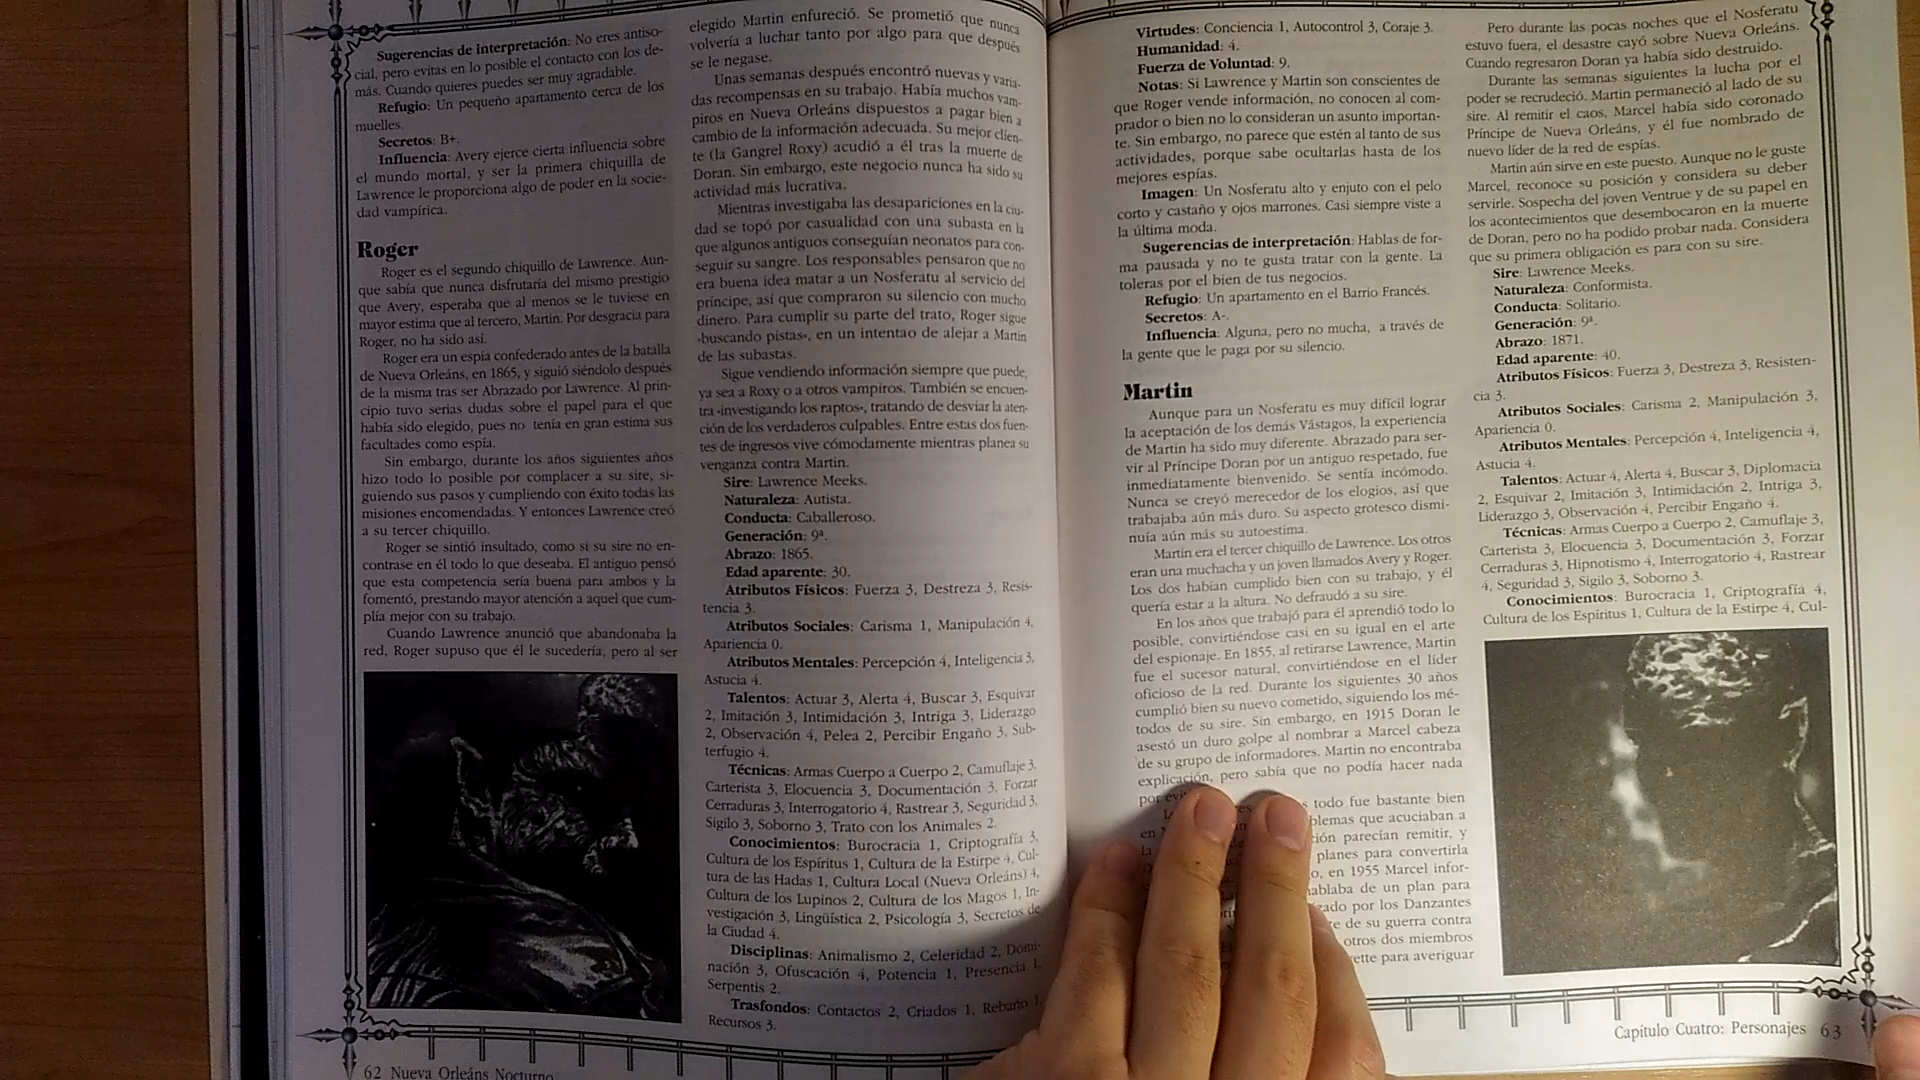 Sugerencias de interpretación: No eres antiso-
cial, pero evitas en lo posible el contacto con los de-
más. Cuando quieres puedes ser muy agradable.
Refugio: Un pequeño apartamento cerca de los
muelles.
Secretos: B+.
Influencia: Avery ejerce cierta influencia sobre
el mundo mortal, y ser la primera chiquilla de
Lawrence le proporciona algo de poder en la socie-
dad vampírica.
Roger
Roger es el segundo chiquillo de Lawrence. Aun-
que sabía que nunca disfrutaría del mismo prestigio
que Avery, esperaba que al menos se le tuviese en
mayor estima que al tercero, Martin. Por desgracia para
Roger, no ha sido así.
Roger era un espía confederado antes de la batalla
de Nueva Orleáns, en 1865, y siguió siéndolo después
de la misma tras ser Abrazado por Lawrence. Al prin-
cipio tuvo serias dudas sobre el papel para el que
había sido elegido, pues no tenía en gran estima sus
facultades como espía.
Sin embargo, durante los años siguientes años
hizo todo lo posible por complacer a su sire, si-
guiendo sus pasos y cumpliendo con éxito todas las
misiones encomendadas. Y entonces Lawrence creó
a su tercer chiquillo.
Roger se sintió insultado, como si su sire no en-
contrase en él todo lo que deseaba. El antiguo pensó
que esta competencia sería buena para ambos y la
fomentó, prestando mayor atención a aquel que cum-
plía mejor con su trabajo.
Cuando Lawrence anunció que abandonaba la
red, Roger supuso que él le sucedería, pero al ser
elegido Martin enfureció. Se prometió que nunca
volvería a luchar tanto por algo para que después
se le negase.
Unas semanas después encontró nuevas y varia-
das recompensas en su trabajo. Había muchos vam-
piros en Nueva Orleáns dispuestos a pagar bien a
cambio de la información adecuada. Su mejor clien-
te (la Gangrel Roxy) acudió a él tras la muerte de
Doran. Sin embargo, este negocio nunca ha sido su
actividad más lucrativa.
Mientras investigaba las desapariciones en la ciu-
dad se topó por casualidad con una subasta en la
que algunos antiguos conseguían neonatos para con-
seguir su sangre. Los responsables pensaron que no
era buena idea matar a un Nosferatu al servicio del
príncipe, así que compraron su silencio con mucho
dinero. Para cumplir su parte del trato, Roger sigue
«buscando pistas», en un intentao de alejar a Martin
de las subastas.
Sigue vendiendo información siempre que puede,
ya sea a Roxy o a otros vampiros. También se encuen-
tra «investigando los raptos», tratando de desviar la aten-
ción de los verdaderos culpables. Entre estas dos fuen-
tes de ingresos vive cómodamente mientras planea su
venganza contra Martin.
Sire: Lawrence Meeks.
Naturaleza: Autista.
Conducta: Caballeroso.
Generación: 9ª.
Abrazo: 1865.
Edad aparente: 30.
Atributos Físicos: Fuerza 3, Destreza 3, Resis-
tencia 3.
Atributos Sociales: Carisma 1, Manipulación 4,
Apariencia 0.
Atributos Mentales: Percepción 4, Inteligencia 3,
Astucia 4.
Talentos: Actuar 3, Alerta 4, Buscar 3, Esquivar
2, Imitación 3, Intimidación 3, Intriga 3, Liderazgo
2, Observación 4, Pelea 2, Percibir Engaño 3, Sub-
terfugio 4.
Técnicas: Armas Cuerpo a Cuerpo 2, Camuflaje 3,
Carterista 3, Elocuencia 3, Documentación 3, Forzar
Cerraduras 3, Interrogatorio 4, Rastrear 3, Seguridad 3,
Sigilo 3, Soborno 3, Trato con los Animales 2.
Conocimientos: Burocracia 1, Criptografía 3,
Cultura de los Espíritus 1, Cultura de la Estirpe 4, Cul-
tura de las Hadas 1, Cultura Local (Nueva Orleáns) 4,
Cultura de los Lupinos 2, Cultura de los Magos 1, In-
vestigación 3, Lingüística 2, Psicología 3, Secretos de
la Ciudad 4.
Disciplinas: Animalismo 2, Celeridad 2, Domi-
nación 3, Ofuscación 4, Potencia 1, Presencia 1,
Serpentis 2.
Trasfondos: Contactos 2, Criados 1, Rebaño 1,
Recursos 3.
62 Nueva Orleáns Nocturno
Virtudes: Conciencia 1, Autocontrol 3, Coraje 3.
Humanidad: 4.
Fuerza de Voluntad: 9.
Notas: Si Lawrence y Martin son conscientes de
que Roger vende información, no conocen al com-
prador o bien no lo consideran un asunto importan-
te. Sin embargo, no parece que estén al tanto de sus
actividades, porque sabe ocultarlas hasta de los
mejores espías.
Imagen: Un Nosferatu alto y enjuto con el pelo
corto y castaño y ojos marrones. Casi siempre viste a
la última moda.
Sugerencias de interpretación: Hablas de for-
ma pausada y no te gusta tratar con la gente. La
toleras por el bien de tus negocios.
Refugio: Un apartamento en el Barrio Francés.
Secretos: A-.
Influencia: Alguna, pero no mucha, a través de
la gente que le paga por su silencio.
Martin
Aunque para un Nosferatu es muy difícil lograr
la aceptación de los demás Vástagos, la experiencia
de Martin ha sido muy diferente. Abrazado para ser-
vir al Príncipe Doran por un antiguo respetado, fue
inmediatamente bienvenido. Se sentía incómodo.
Nunca se creyó merecedor de los elogios, así que
trabajaba aún más duro. Su aspecto grotesco dismi-
nuía aún más su autoestima.
Martin era el tercer chiquillo de Lawrence. Los otros
eran una muchacha y un joven llamados Avery y Roger.
Los dos habían cumplido bien con su trabajo, y él
quería estar a la altura. No defraudó a su sire.
En los años que trabajó para él aprendió todo lo
posible, convirtiéndose casi en su igual en el arte
del espionaje. En 1855, al retirarse Lawrence, Martin
fue el sucesor natural, convirtiéndose en el líder
oficioso de la red. Durante los siguientes 30 años
cumplió bien su nuevo cometido, siguiendo los mé-
todos de su sire. Sin embargo, en 1915 Doran le
asestó un duro golpe al nombrar a Marcel cabeza
de su grupo de informadores. Martin no encontraba
explicación, pero sabía que no podía hacer nada
por
todo fue bastante bien
en blemas que acuciaban a
la ción parecían remitir, y
planes para convertirla
en 1955 Marcel infor-
hablaba de un plan para
por los Danzantes
de su guerra contra
otros dos miembros
para averiguar
Pero durante las pocas noches que el Nosferatu
estuvo fuera, el desastre cayó sobre Nueva Orleáns.
Cuando regresaron Doran ya había sido destruido.
Durante las semanas siguientes la lucha por el
poder se recrudeció. Martin permaneció al lado de su
sire. Al remitir el caos, Marcel había sido coronado
Príncipe de Nueva Orleáns, y él fue nombrado de
nuevo líder de la red de espías.
Martin aún sirve en este puesto. Aunque no le guste
Marcel, reconoce su posición y considera su deber
servirle. Sospecha del joven Ventrue y de su papel en
los acontecimientos que desembocaron en la muerte
de Doran, pero no ha podido probar nada. Considera
que su primera obligación es para con su sire.
Sire: Lawrence Meeks.
Naturaleza: Conformista.
Conducta: Solitario.
Generación: 9ª.
Abrazo: 1871.
Edad aparente: 40.
Atributos Físicos: Fuerza 3, Destreza 3, Resisten-
cia 3.
Atributos Sociales: Carisma 2, Manipulación 3,
Apariencia 0.
Atributos Mentales: Percepción 4, Inteligencia 4,
Astucia 4.
Talentos: Actuar 4, Alerta 4, Buscar 3, Diplomacia
2, Esquivar 2, Imitación 3, Intimidación 2, Intriga 3,
Liderazgo 3, Observación 4, Percibir Engaño 4.
Técnicas: Armas Cuerpo a Cuerpo 2, Camuflaje 3,
Carterista 3, Elocuencia 3, Documentación 3, Forzar
Cerraduras 3, Hipnotismo 4, Interrogatorio 4, Rastrear
4, Seguridad 3, Sigilo 3, Soborno 3.
Conocimientos: Burocracia 1, Criptografía 4,
Cultura de los Espíritus 1, Cultura de la Estirpe 4, Cul-
Capítulo Cuatro: Personajes 63